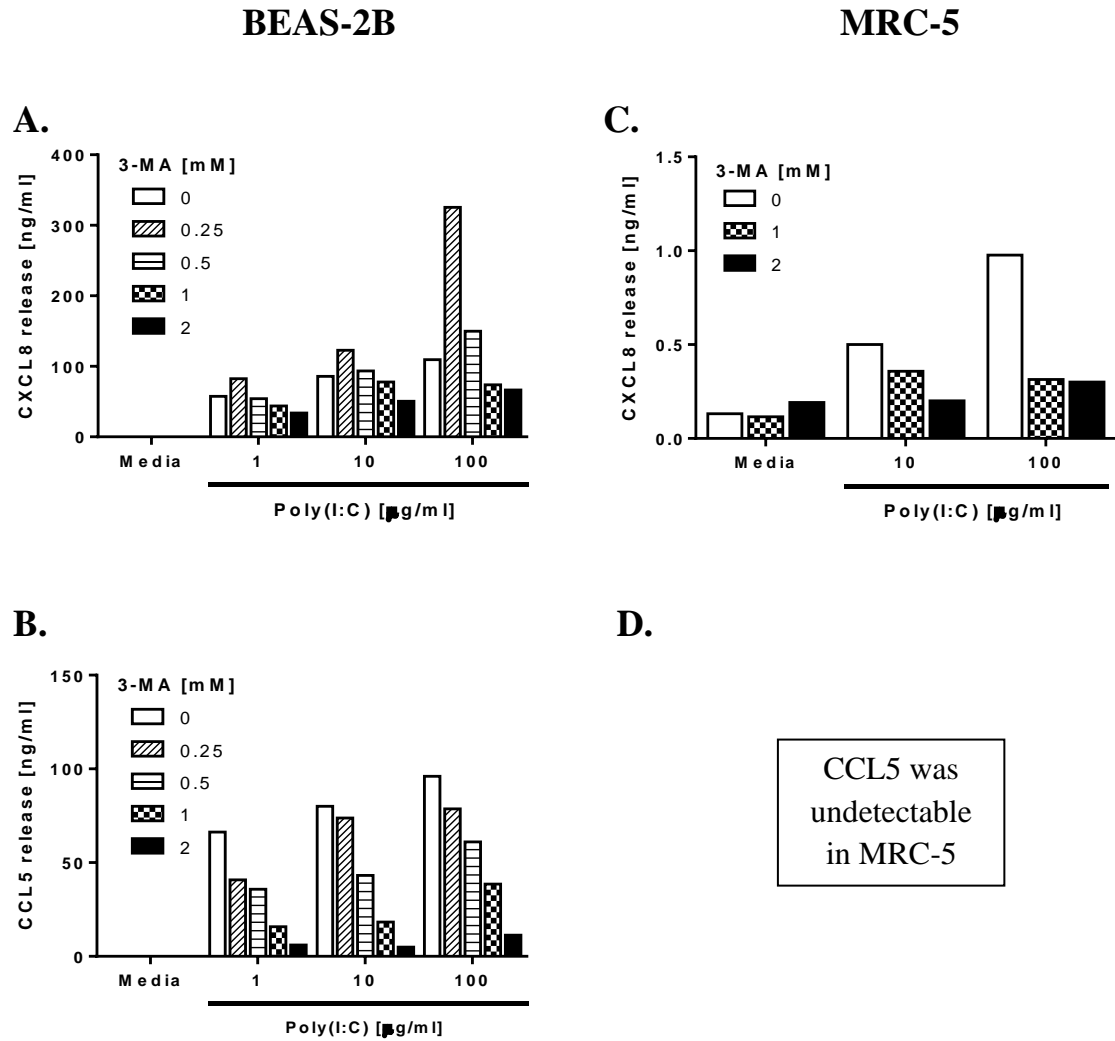 BEAS-2B
MRC-5
A.
3-MA [mM]
0
0.25
0.5
1
2
400
300
200
100
0
CXCL8 release [ng/ml]
Media
1
10
100
Poly(I:C) [μg/ml]
C.
3-MA [mM]
0
1
2
1.5
1.0
0.5
0.0
CXCL8 release [ng/ml]
Media
10
100
Poly(I:C) [μg/ml]
B.
3-MA [mM]
0
0.25
0.5
1
2
150
100
50
0
CCL5 release [ng/ml]
Media
1
10
100
Poly(I:C) [μg/ml]
D.
CCL5 was
undetectable
in MRC-5